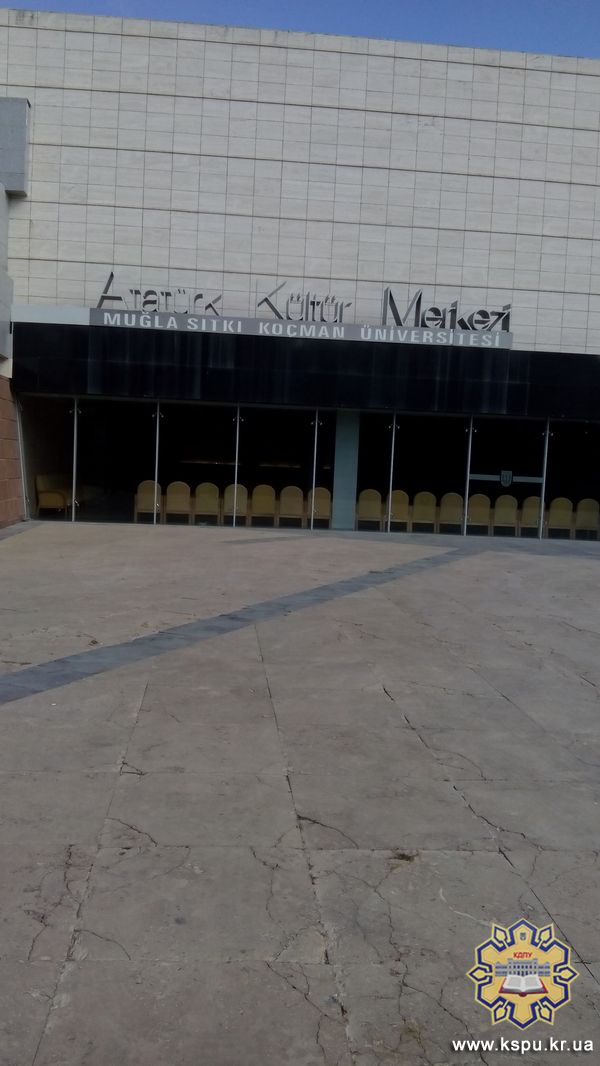 Atatürk Kültür Merkezi
MUĞLA SITKI KOÇMAN ÜNİVERSİTESİ
КДПУ
www.kspu.kr.ua